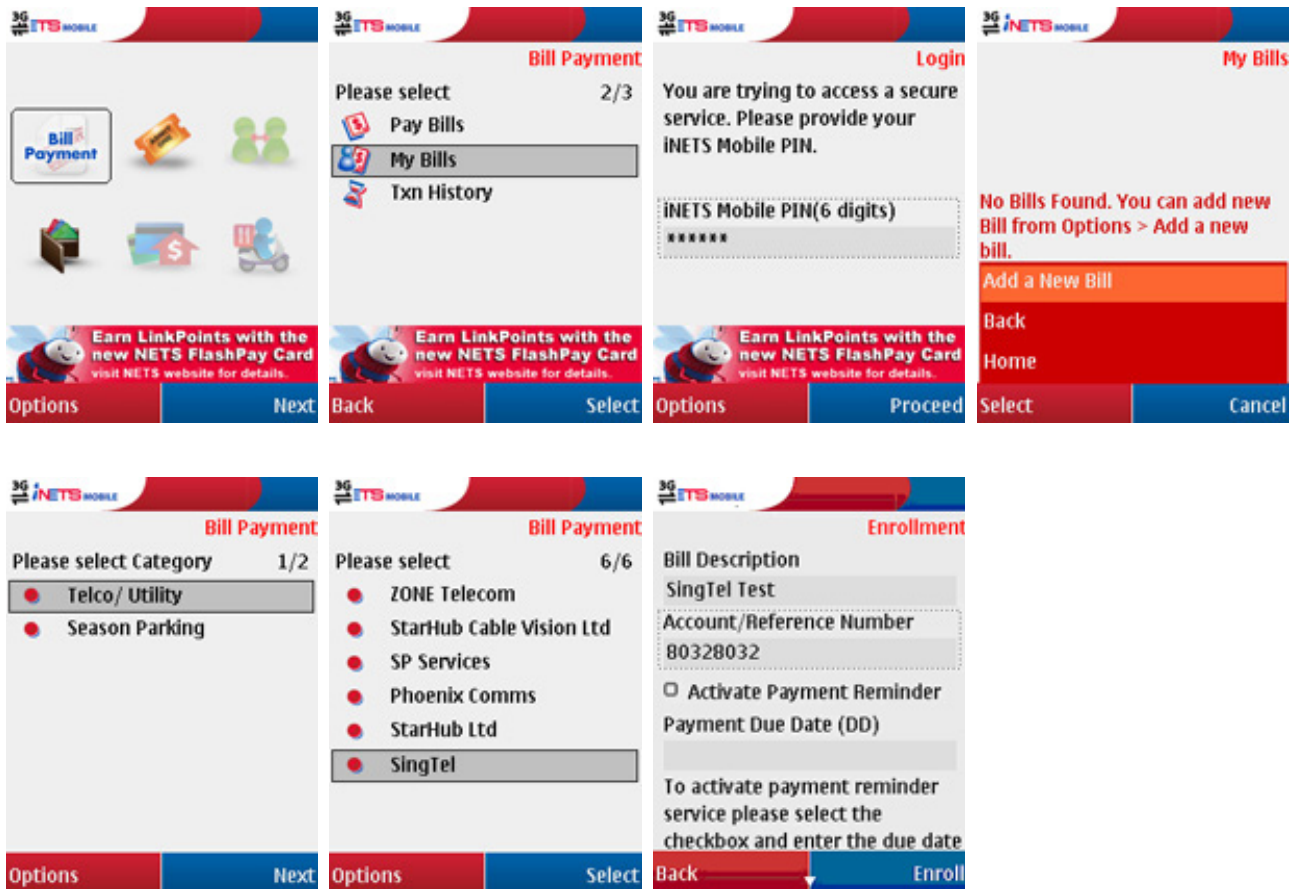 3G iNETS MOBILE
Bill
Payment
Earn LinkPoints with the
new NETS FlashPay Card
visit NETS website for details.
Options Next
3G iNETS MOBILE
Bill Payment
Please select 2/3
Pay Bills
My Bills
Txn History
Earn LinkPoints with the
new NETS FlashPay Card
visit NETS website for details.
Back Select
3G iNETS MOBILE
Login
You are trying to access a secure
service. Please provide your
iNETS Mobile PIN.
iNETS Mobile PIN(6 digits)
******
Earn LinkPoints with the
new NETS FlashPay Card
visit NETS website for details.
Options Proceed
3G iNETS MOBILE
My Bills
No Bills Found. You can add new
Bill from Options > Add a new
bill.
Add a New Bill
Back
Home
Select Cancel
3G iNETS MOBILE
Bill Payment
Please select Category 1/2
Telco/ Utility
Season Parking
Options Next
3G iNETS MOBILE
Bill Payment
Please select 6/6
ZONE Telecom
StarHub Cable Vision Ltd
SP Services
Phoenix Comms
StarHub Ltd
SingTel
Options Select
3G iNETS MOBILE
Enrollment
Bill Description
SingTel Test
Account/Reference Number
80328032
Activate Payment Reminder
Payment Due Date (DD)
To activate payment reminder
service please select the
checkbox and enter the due date
Back Enroll